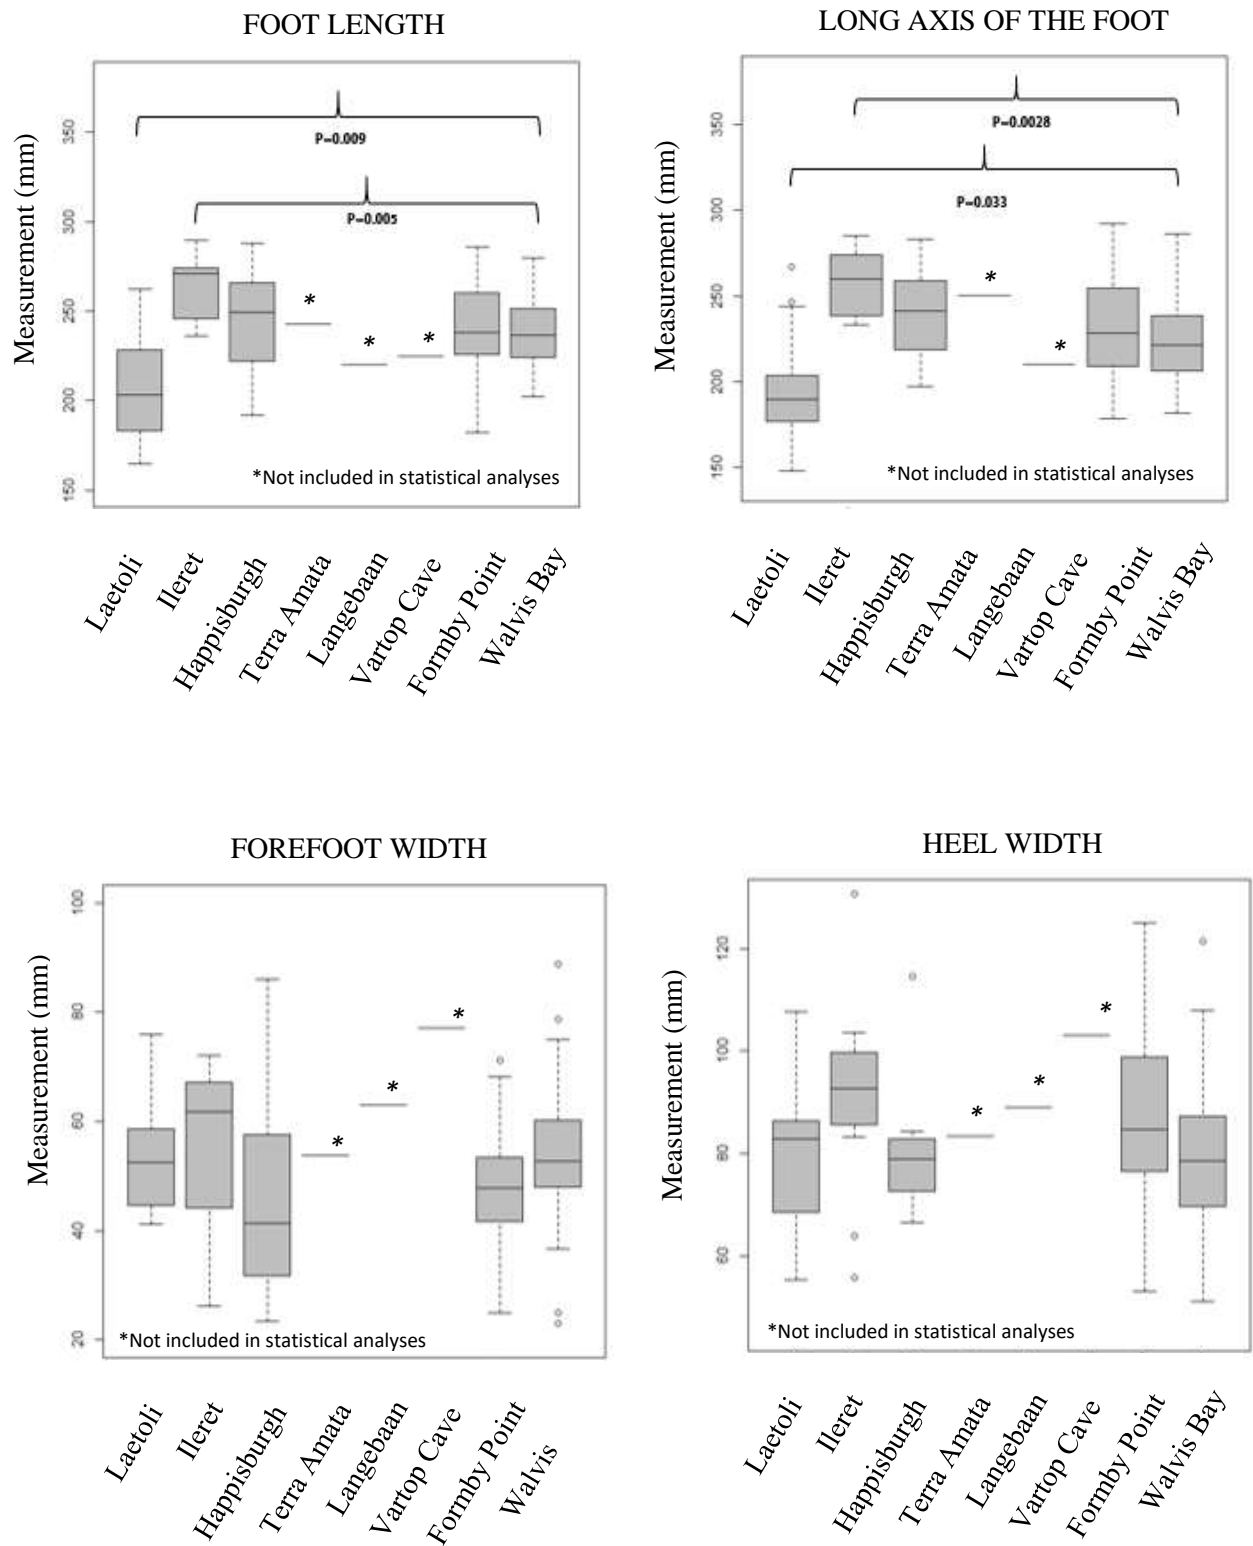 FOOT LENGTH
Measurement (mm)
350
300
250
200
150
P=0.009
P=0.005
*
*
*
*Not included in statistical analyses
Laetoli
Ileret
Happisburgh
Terra Amata
Langebaan
Vartop Cave
Formby Point
Walvis Bay
LONG AXIS OF THE FOOT
Measurement (mm)
350
300
250
200
150
P=0.0028
P=0.033
*
*
*Not included in statistical analyses
Laetoli
Ileret
Happisburgh
Terra Amata
Langebaan
Vartop Cave
Formby Point
Walvis Bay
FOREFOOT WIDTH
Measurement (mm)
100
80
60
40
20
*
*
*
*Not included in statistical analyses
Laetoli
Ileret
Happisburgh
Terra Amata
Langebaan
Vartop Cave
Formby Point
Walvis
HEEL WIDTH
Measurement (mm)
120
100
80
60
*
*
*
*Not included in statistical analyses
Laetoli
Ileret
Happisburgh
Terra Amata
Langebaan
Vartop Cave
Formby Point
Walvis Bay